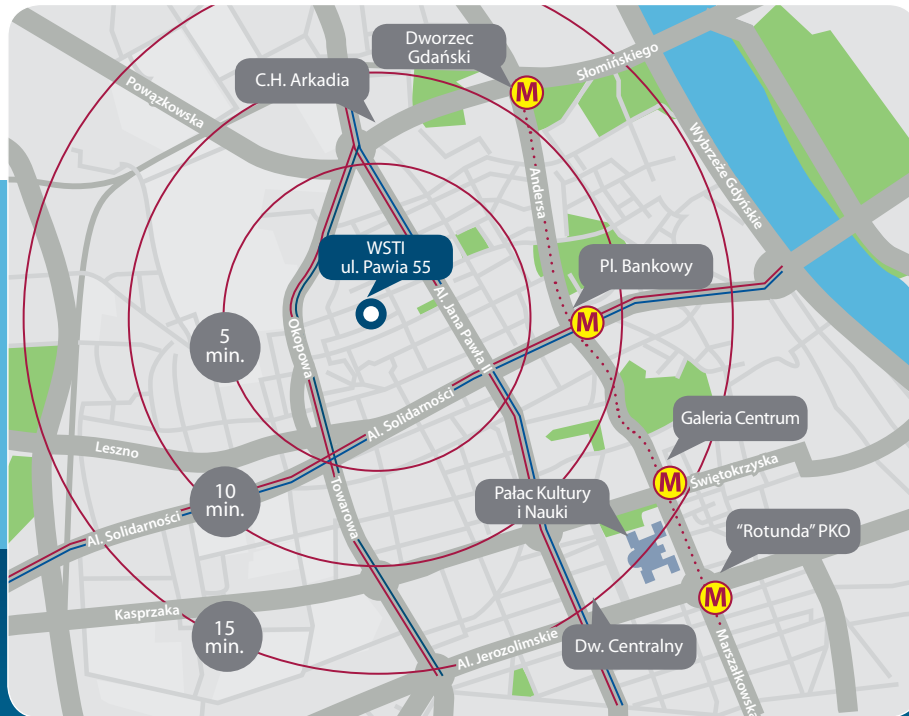 Dworzec
Gdański
M
Słomińskiego
C.H. Arkadia
Powązkowska
Wybrzeże Gdyńskie
Andersa
WSTI
ul. Pawia 55
Pl. Bankowy
M
Al. Jana Pawła II
Okopowa
5
min.
Al. Solidarności
Leszno
Galeria Centrum
M
Świętokrzyska
Towarowa
10
min.
Pałac Kultury
i Nauki
Al. Solidarności
"Rotunda" PKO
M
Kasprzaka
15
min.
Al. Jerozolimskie
Dw. Centralny
Marszałkowska